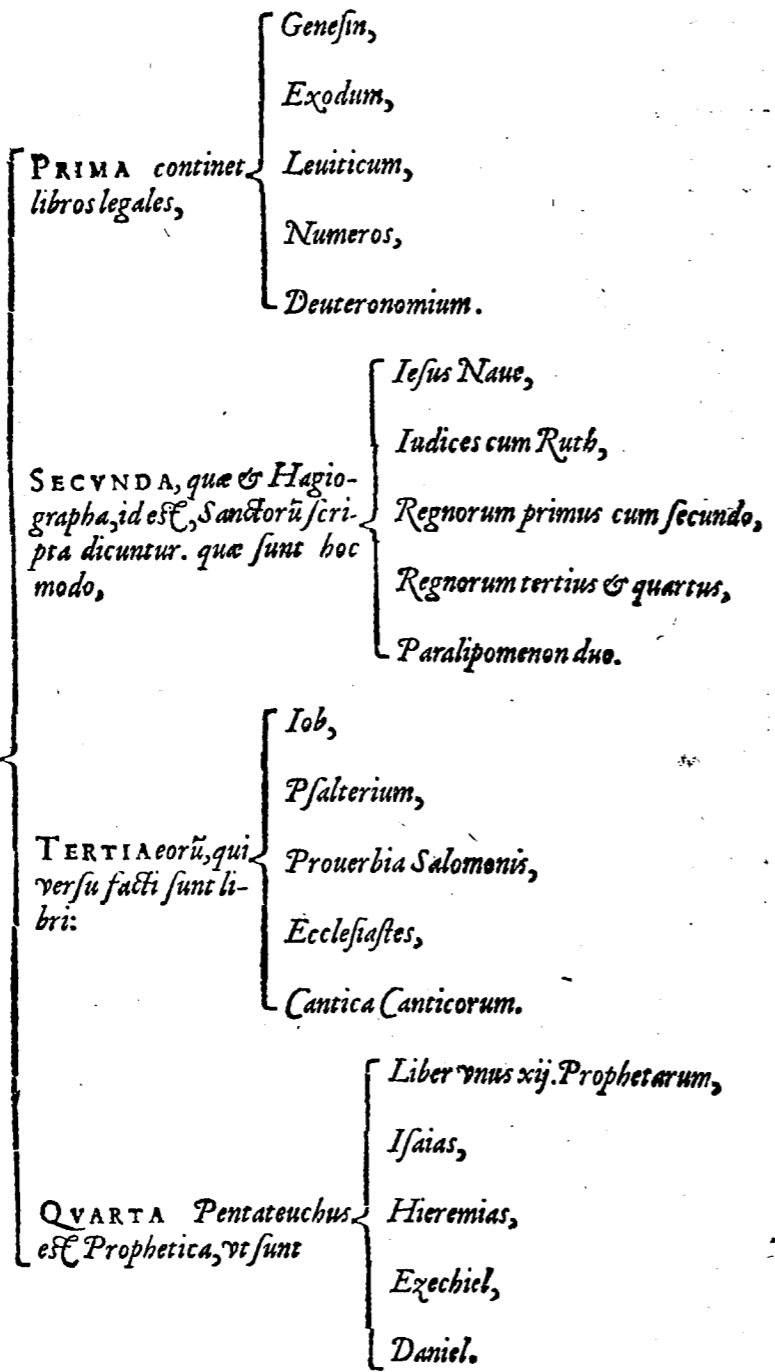 PRIMA continet
libros legales,
Geneſin,
Exodum,
Leuiticum,
Numeros,
Deuteronomium.
SECVNDA, quæ & Hagio-
grapha, id eſt, Sanctorũ ſcri-
pta dicuntur. quæ ſunt hoc
modo,
Ieſus Naue,
Iudices cum Ruth,
Regnorum primus cum ſecundo,
Regnorum tertius & quartus,
Paralipomenon duo.
TERTIA eorũ, qui
verſu facti ſunt li-
bri:
Iob,
Pſalterium,
Prouerbia Salomonis,
Eccleſiaſtes,
Cantica Canticorum.
QVARTA Pentateuchus
eſt Prophetica, vt ſunt
Liber vnus xij. Prophetarum,
Iſaias,
Hieremias,
Ezechiel,
Daniel.